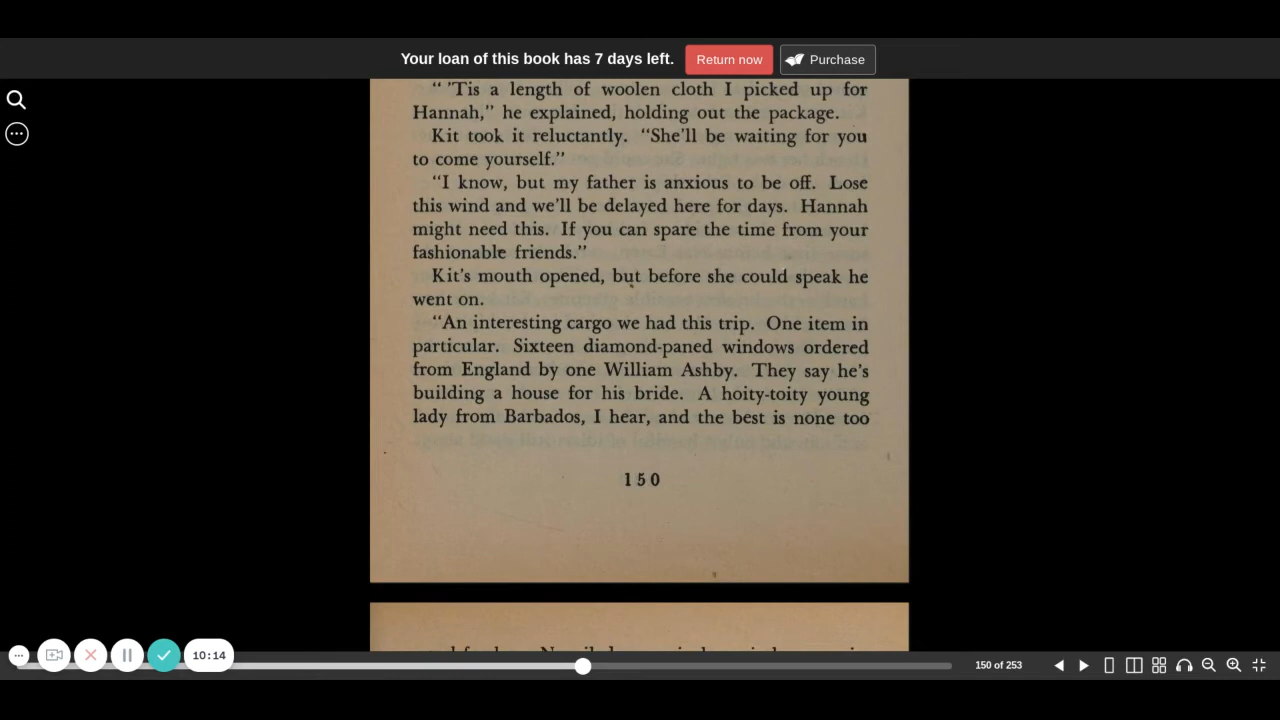 Your loan of this book has 7 days left. Return now Purchase
“ ’Tis a length of woolen cloth I picked up for
Hannah,” he explained, holding out the package.
Kit took it reluctantly. “She’ll be waiting for you
to come yourself.”
“I know, but my father is anxious to be off. Lose
this wind and we’ll be delayed here for days. Hannah
might need this. If you can spare the time from your
fashionable friends.”
Kit’s mouth opened, but before she could speak he
went on.
“An interesting cargo we had this trip. One item in
particular. Sixteen diamond-paned windows ordered
from England by one William Ashby. They say he’s
building a house for his bride. A hoity-toity young
lady from Barbados, I hear, and the best is none too
150
10:14
150 of 253